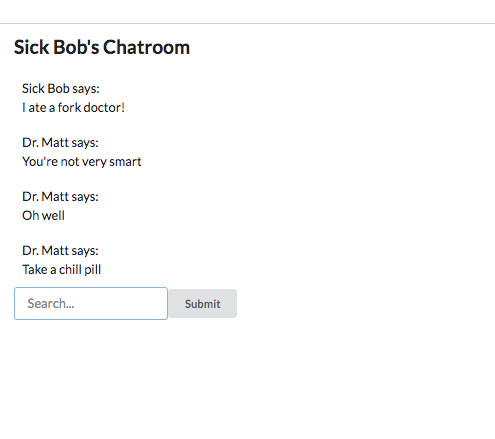 Sick Bob's Chatroom
Sick Bob says:
I ate a fork doctor!
Dr. Matt says:
You're not very smart
Dr. Matt says:
Oh well
Dr. Matt says:
Take a chill pill
Search... Submit